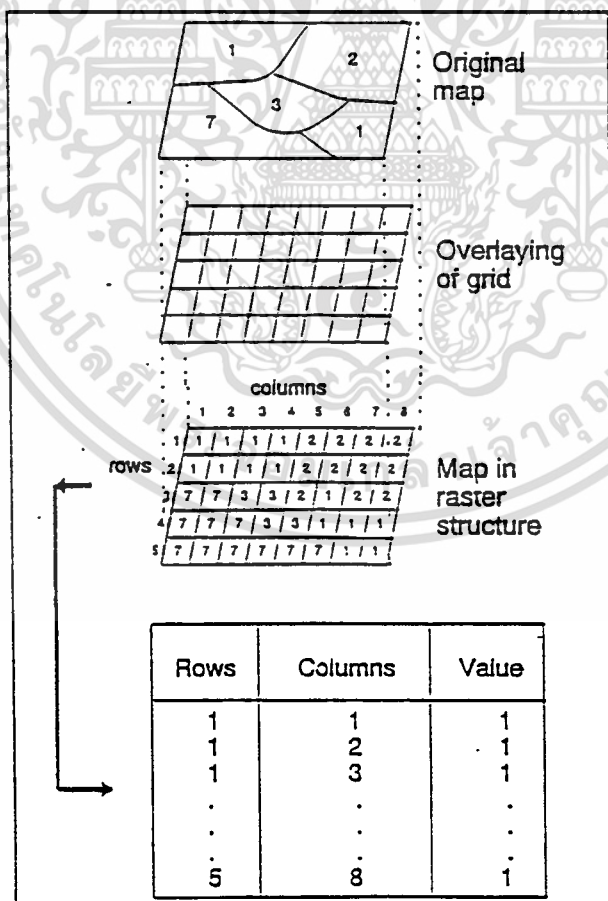 1
2
3
7
1
Original
map
Overlaying
of grid
columns
1 2 3 4 5 6 7 8
1 1 1 1 1 2 2 2 2
rows 2 1 1 1 1 2 2 2 2
3 7 7 3 3 2 1 2 2
4 7 7 7 3 3 1 1 1
5 7 7 7 7 7 7 1 1
Map in
raster
structure
Rows Columns Value
1 1 1
1 2 1
1 3 1
. . .
. . .
. . .
5 8 1